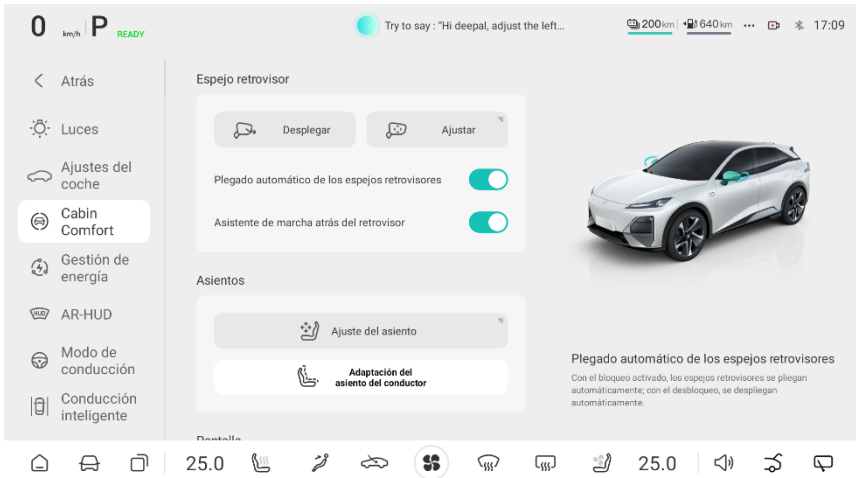 0 km/h P READY
Try to say : "Hi deepal, adjust the left...
200km 640km ... 17:09
Atrás
Luces
Ajustes del
coche
Cabin
Comfort
Gestión de
energía
HUD AR-HUD
Modo de
conducción
Conducción
inteligente
Espejo retrovisor
Desplegar Ajustar
Plegado automático de los espejos retrovisores
Asistente de marcha atrás del retrovisor
Asientos
Ajuste del asiento
Adaptación del
asiento del conductor
Pantalla
Plegado automático de los espejos retrovisores
Con el bloqueo activado, los espejos retrovisores se pliegan
automáticamente; con el desbloqueo, se despliegan
automáticamente.
25.0 25.0